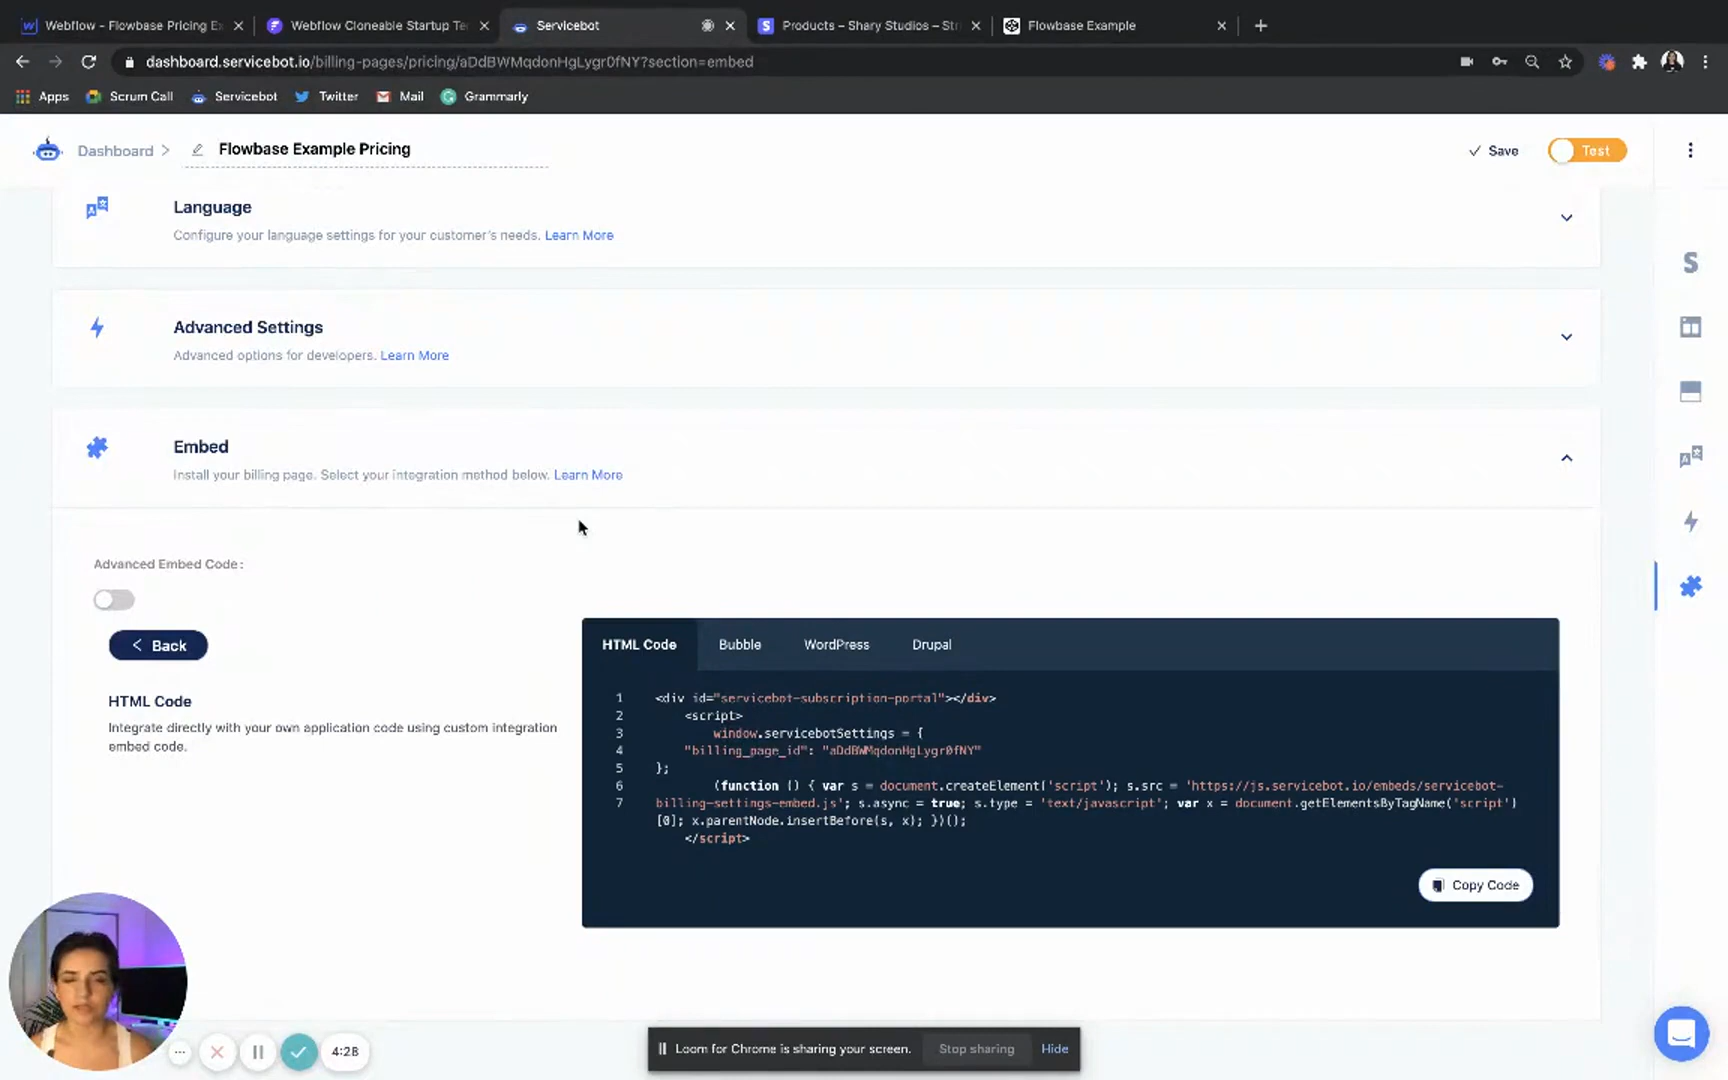 Webflow - Flowbase Pricing Ex
Webflow Cloneable Startup Te
Servicebot
Products – Shary Studios – Str
Flowbase Example
dashboard.servicebot.io/billing-pages/pricing/aDdBWMqdonHgLygr0fNY?section=embed
Apps
Scrum Call
Servicebot
Twitter
Mail
Grammarly
Dashboard
Flowbase Example Pricing
Save
Test
Language
Configure your language settings for your customer's needs. Learn More
Advanced Settings
Advanced options for developers. Learn More
Embed
Install your billing page. Select your integration method below. Learn More
Advanced Embed Code:
Back
HTML Code
Integrate directly with your own application code using custom integration
embed code.
HTML Code
Bubble
WordPress
Drupal
1 <div id="servicebot-subscription-portal"></div>
2 <script>
3 window.servicebotSettings = {
4 "billing_page_id": "aDdBWMqdonHgLygr0fNY"
5 };
6 (function () { var s = document.createElement('script'); s.src = 'https://js.servicebot.io/embeds/servicebot-
7 billing-settings-embed.js'; s.async = true; s.type = 'text/javascript'; var x = document.getElementsByTagName('script')
[0]; x.parentNode.insertBefore(s, x); })();
</script>
Copy Code
4:28
Loom for Chrome is sharing your screen.
Stop sharing
Hide